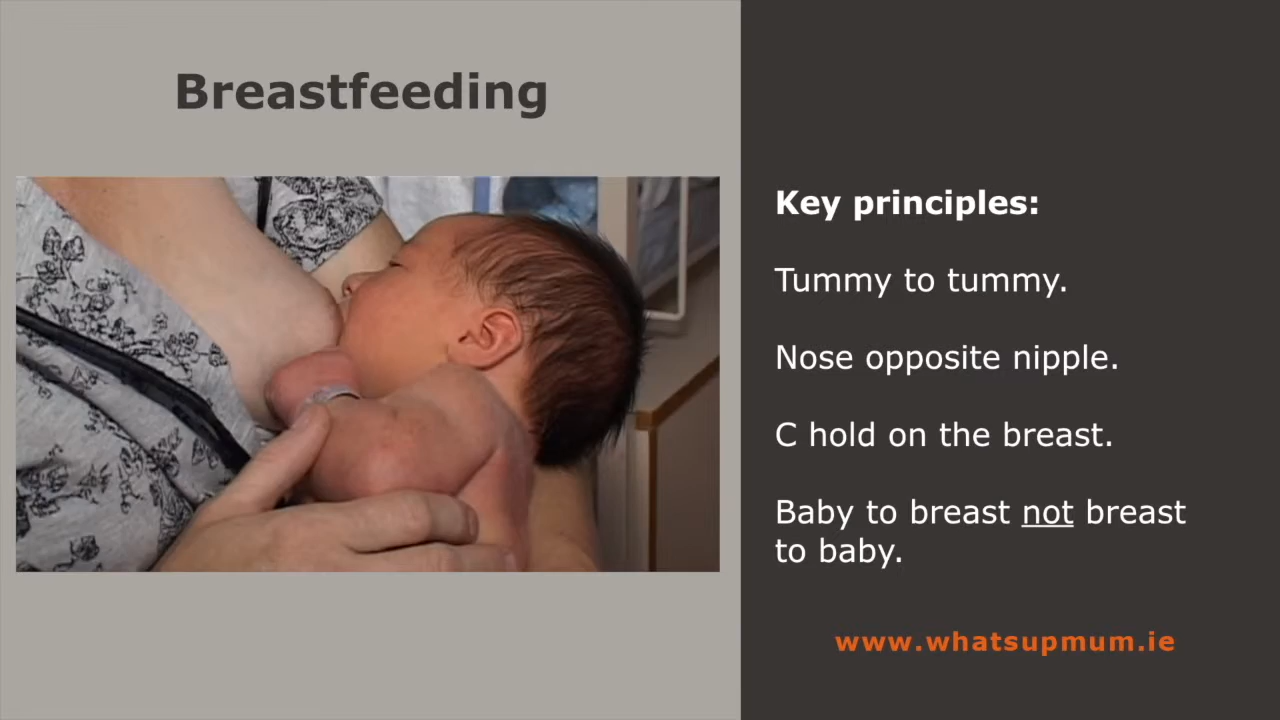 Breastfeeding
Key principles:
Tummy to tummy.
Nose opposite nipple.
C hold on the breast.
Baby to breast not breast
to baby.
www.whatsupmum.ie